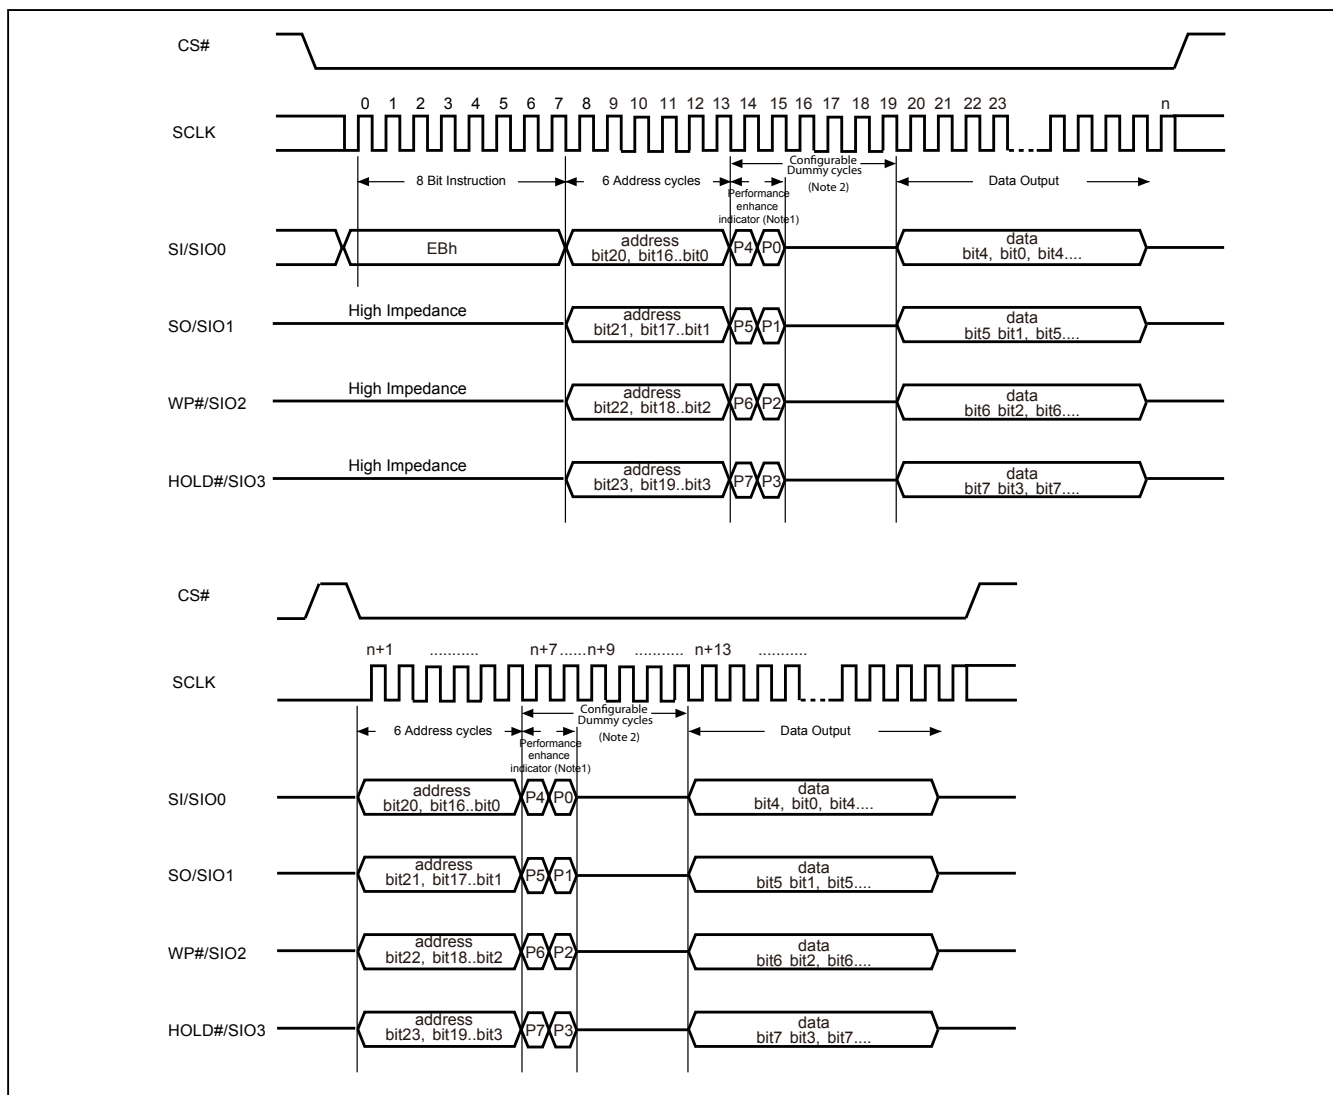 CS#
0 1 2 3 4 5 6 7 8 9 10 11 12 13 14 15 16 17 18 19 20 21 22 23 n
SCLK
Configurable
Dummy cycles
(Note 2)
8 Bit Instruction
6 Address cycles
Data Output
Performance
enhance
indicator (Note1)
SI/SIO0
EBh
address
bit20, bit16..bit0
P4 P0
data
bit4, bit0, bit4....
High Impedance
SO/SIO1
address
bit21, bit17..bit1
P5 P1
data
bit5 bit1, bit5....
High Impedance
WP#/SIO2
address
bit22, bit18..bit2
P6 P2
data
bit6 bit2, bit6....
High Impedance
HOLD#/SIO3
address
bit23, bit19..bit3
P7 P3
data
bit7 bit3, bit7....
CS#
n+1 ........... n+7 ......n+9 ........... n+13 ...........
SCLK
Configurable
Dummy cycles
(Note 2)
6 Address cycles
Data Output
Performance
enhance
indicator (Note1)
SI/SIO0
address
bit20, bit16..bit0
P4 P0
data
bit4, bit0, bit4....
SO/SIO1
address
bit21, bit17..bit1
P5 P1
data
bit5 bit1, bit5....
WP#/SIO2
address
bit22, bit18..bit2
P6 P2
data
bit6 bit2, bit6....
HOLD#/SIO3
address
bit23, bit19..bit3
P7 P3
data
bit7 bit3, bit7....